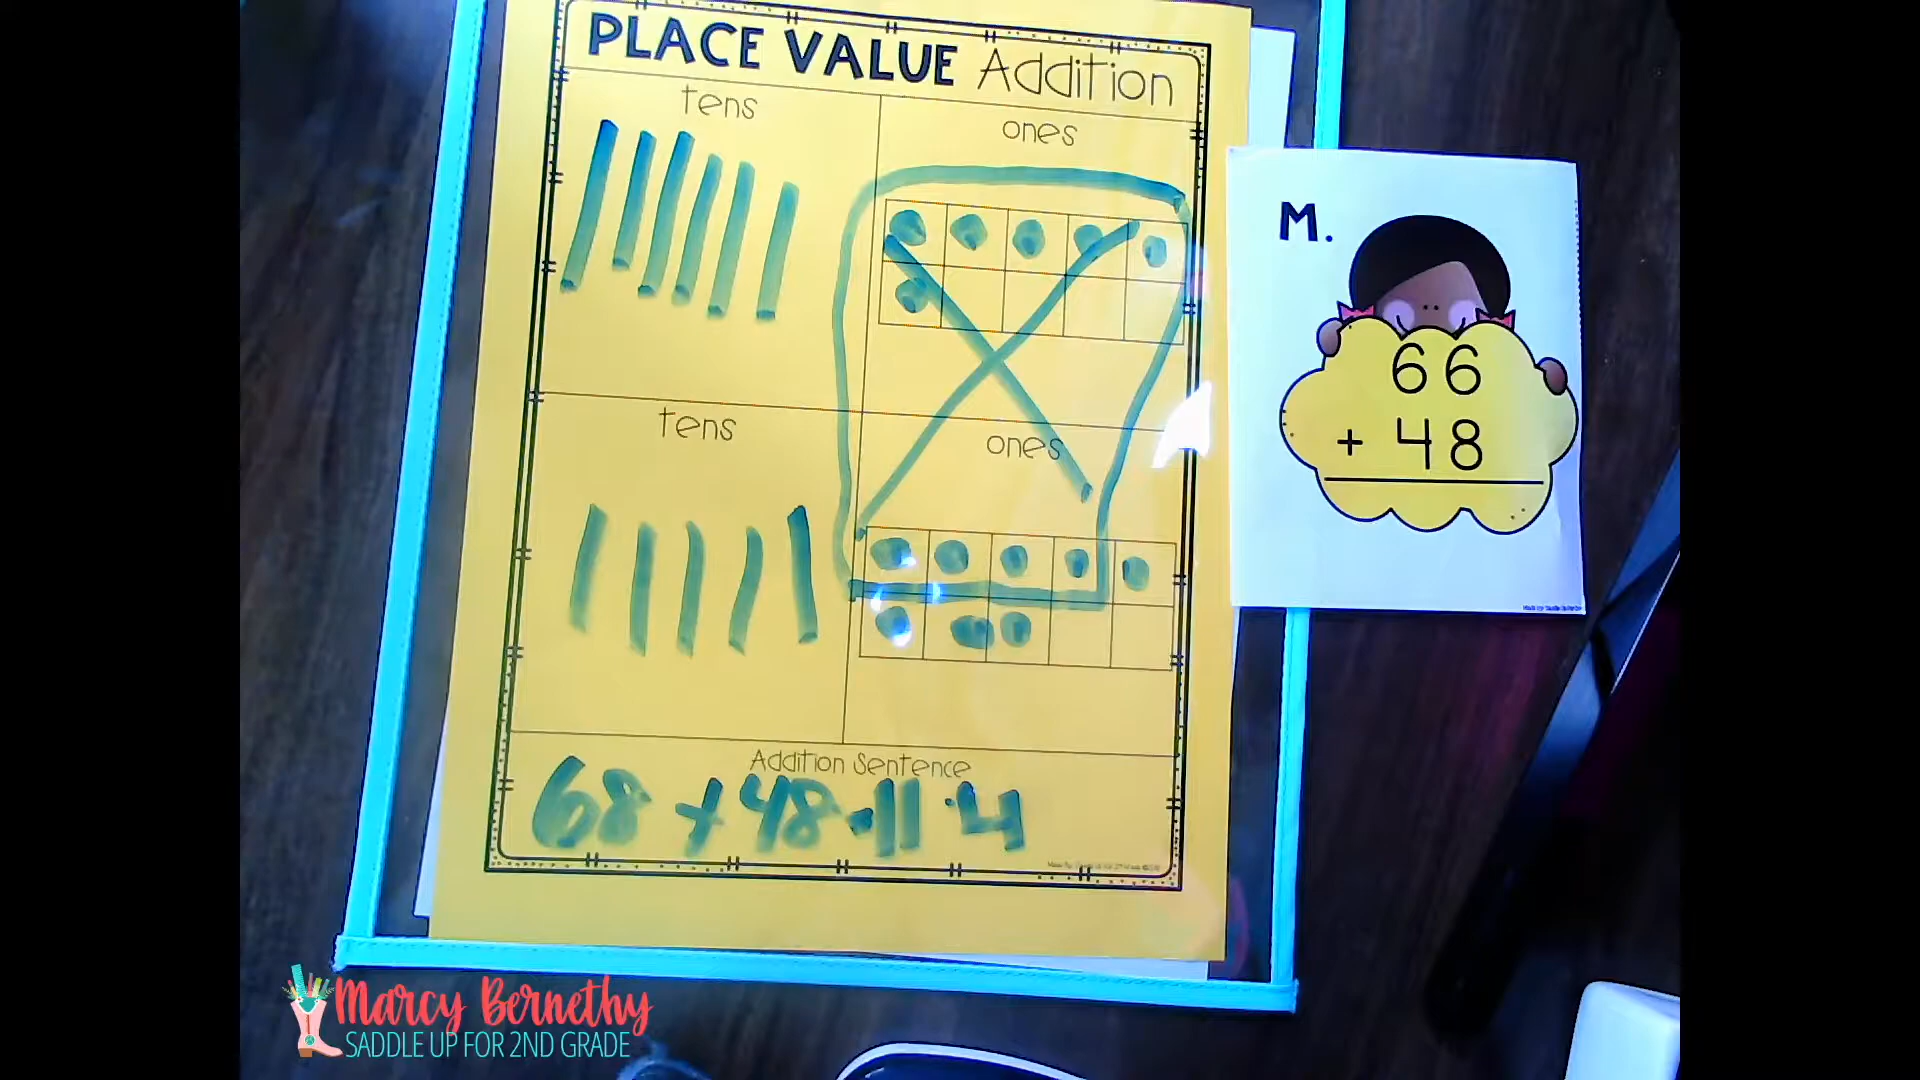 PLACE VALUE Addition
tens
ones
tens
ones
Addition Sentence
68 + 48 = 114
M.
66
+ 48
Marcy Bernethy
SADDLE UP FOR 2ND GRADE